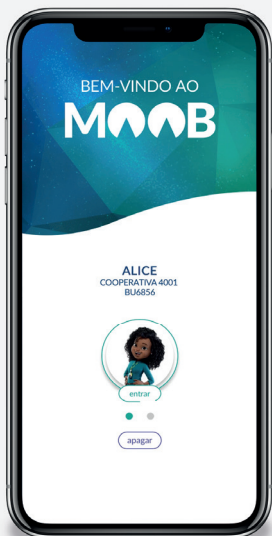 BEM-VINDO AO
MOOB
ALICE
COOPERATIVA 4001
BU6856
entrar
apagar